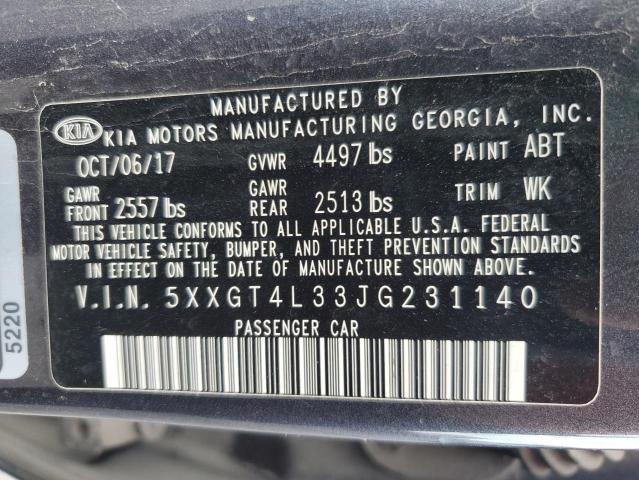 MANUFACTURED BY
KIA KIA MOTORS MANUFACTURING GEORGIA, INC.
OCT/06/17 GVWR 4497 lbs PAINT ABT
GAWR FRONT 2557 lbs GAWR REAR 2513 lbs TRIM WK
THIS VEHICLE CONFORMS TO ALL APPLICABLE U.S.A. FEDERAL
MOTOR VEHICLE SAFETY, BUMPER, AND THEFT PREVENTION STANDARDS
IN EFFECT ON THE DATE OF MANUFACTURE SHOWN ABOVE.
V.I.N. 5XXGT4L33JG231140
PASSENGER CAR
5220